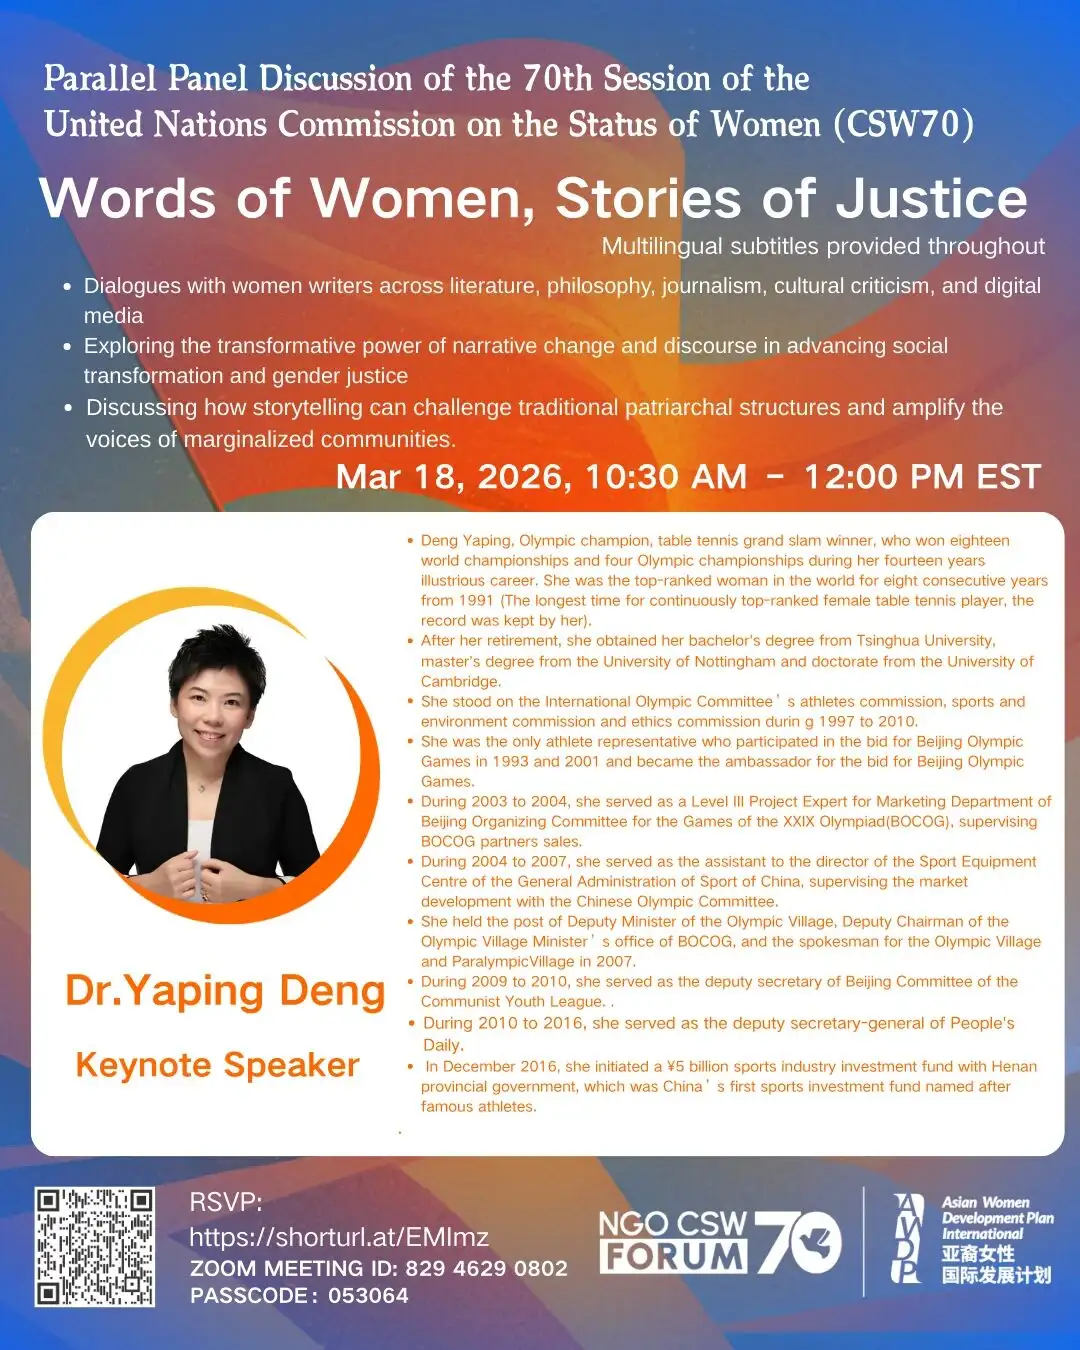 Parallel Panel Discussion of the 70th Session of the
United Nations Commission on the Status of Women (CSW70)
Words of Women, Stories of Justice
Multilingual subtitles provided throughout
• Dialogues with women writers across literature, philosophy, journalism, cultural criticism, and digital
media
• Exploring the transformative power of narrative change and discourse in advancing social
transformation and gender justice
• Discussing how storytelling can challenge traditional patriarchal structures and amplify the
voices of marginalized communities.
Mar 18, 2026, 10:30 AM – 12:00 PM EST
• Deng Yaping, Olympic champion, table tennis grand slam winner, who won eighteen
world championships and four Olympic championships during her fourteen years
illustrious career. She was the top-ranked woman in the world for eight consecutive years
from 1991 (The longest time for continuously top-ranked female table tennis player, the
record was kept by her).
• After her retirement, she obtained her bachelor's degree from Tsinghua University,
master's degree from the University of Nottingham and doctorate from the University of
Cambridge.
• She stood on the International Olympic Committee's athletes commission, sports and
environment commission and ethics commission durin g 1997 to 2010.
• She was the only athlete representative who participated in the bid for Beijing Olympic
Games in 1993 and 2001 and became the ambassador for the bid for Beijing Olympic
Games.
• During 2003 to 2004, she served as a Level III Project Expert for Marketing Department of
Beijing Organizing Committee for the Games of the XXIX Olympiad(BOCOG), supervising
BOCOG partners sales.
• During 2004 to 2007, she served as the assistant to the director of the Sport Equipment
Centre of the General Administration of Sport of China, supervising the market
development with the Chinese Olympic Committee.
• She held the post of Deputy Minister of the Olympic Village, Deputy Chairman of the
Olympic Village Minister's office of BOCOG, and the spokesman for the Olympic Village
and ParalympicVillage in 2007.
• During 2009 to 2010, she served as the deputy secretary of Beijing Committee of the
Communist Youth League. .
• During 2010 to 2016, she served as the deputy secretary-general of People's
Daily.
• In December 2016, she initiated a ¥5 billion sports industry investment fund with Henan
provincial government, which was China's first sports investment fund named after
famous athletes.
.
Dr.Yaping Deng
Keynote Speaker
RSVP:
https://shorturl.at/EMImz
ZOOM MEETING ID: 829 4629 0802
PASSCODE: 053064
NGO CSW
FORUM 70
AWDP
Asian Women
Development Plan
International
亚裔女性
国际发展计划